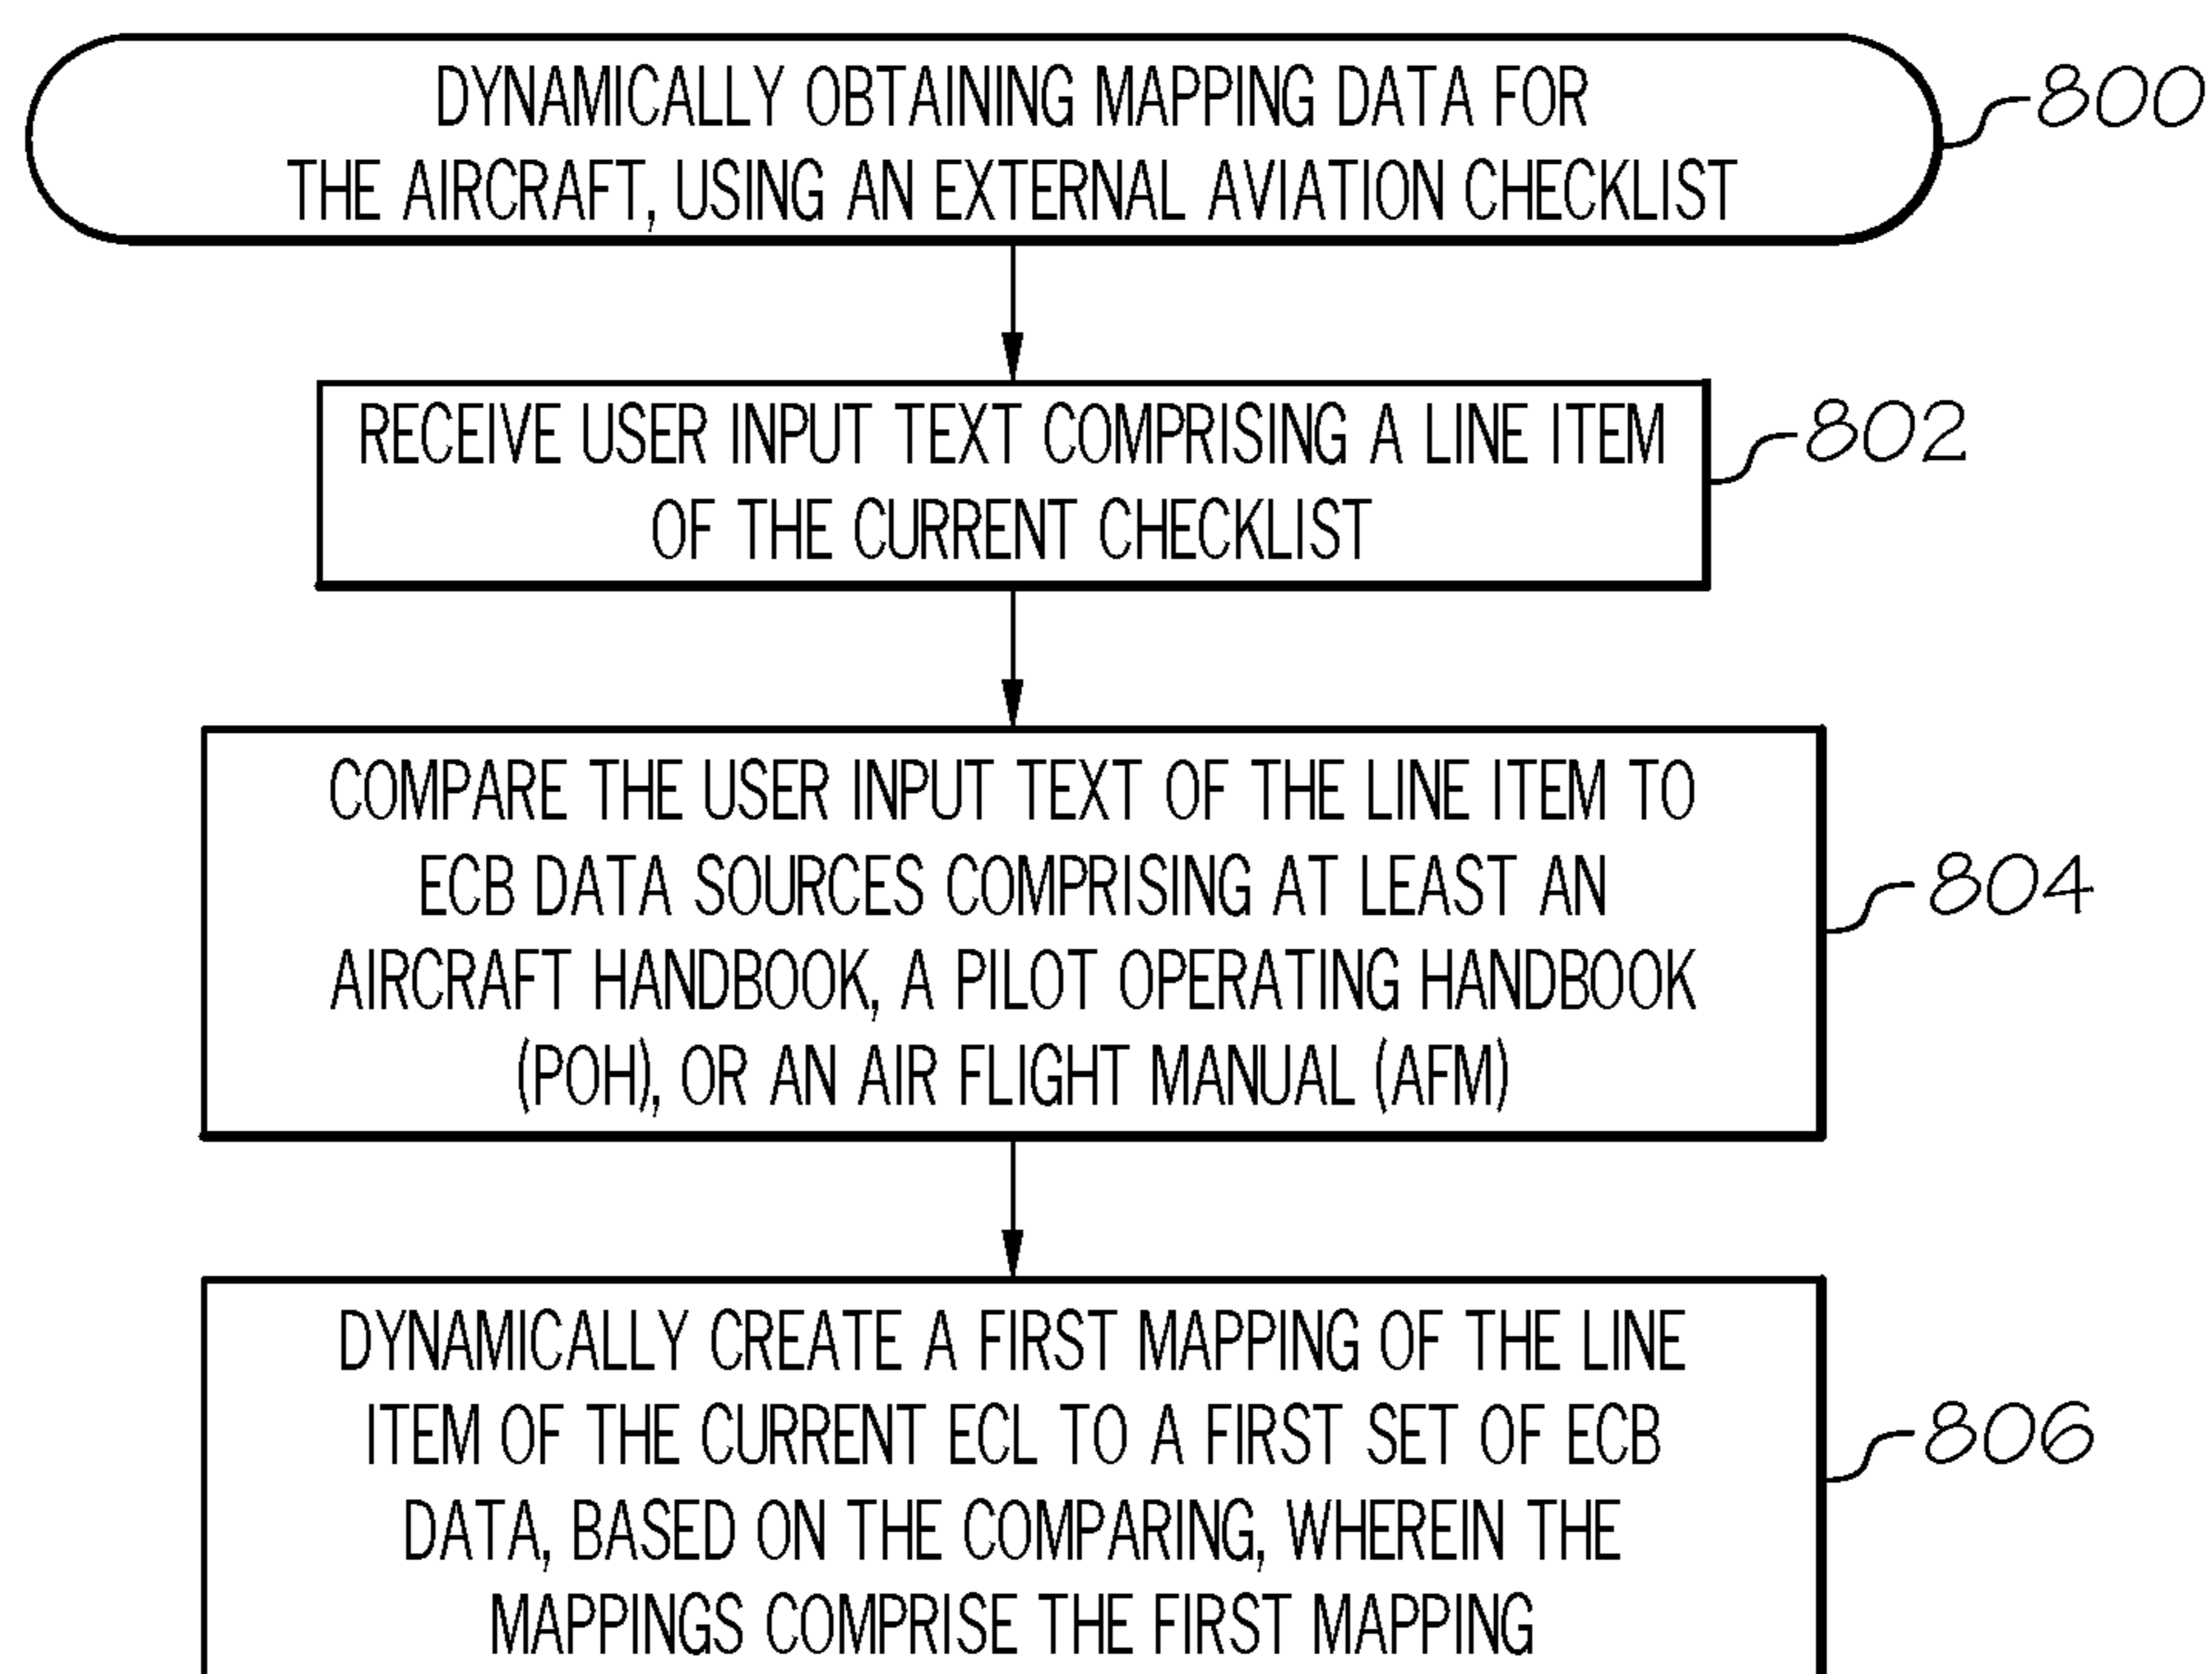 DYNAMICALLY OBTAINING MAPPING DATA FOR
THE AIRCRAFT, USING AN EXTERNAL AVIATION CHECKLIST
800
RECEIVE USER INPUT TEXT COMPRISING A LINE ITEM
OF THE CURRENT CHECKLIST
802
COMPARE THE USER INPUT TEXT OF THE LINE ITEM TO
ECB DATA SOURCES COMPRISING AT LEAST AN
AIRCRAFT HANDBOOK, A PILOT OPERATING HANDBOOK
(POH), OR AN AIR FLIGHT MANUAL (AFM)
804
DYNAMICALLY CREATE A FIRST MAPPING OF THE LINE
ITEM OF THE CURRENT ECL TO A FIRST SET OF ECB
DATA, BASED ON THE COMPARING, WHEREIN THE
MAPPINGS COMPRISE THE FIRST MAPPING
806